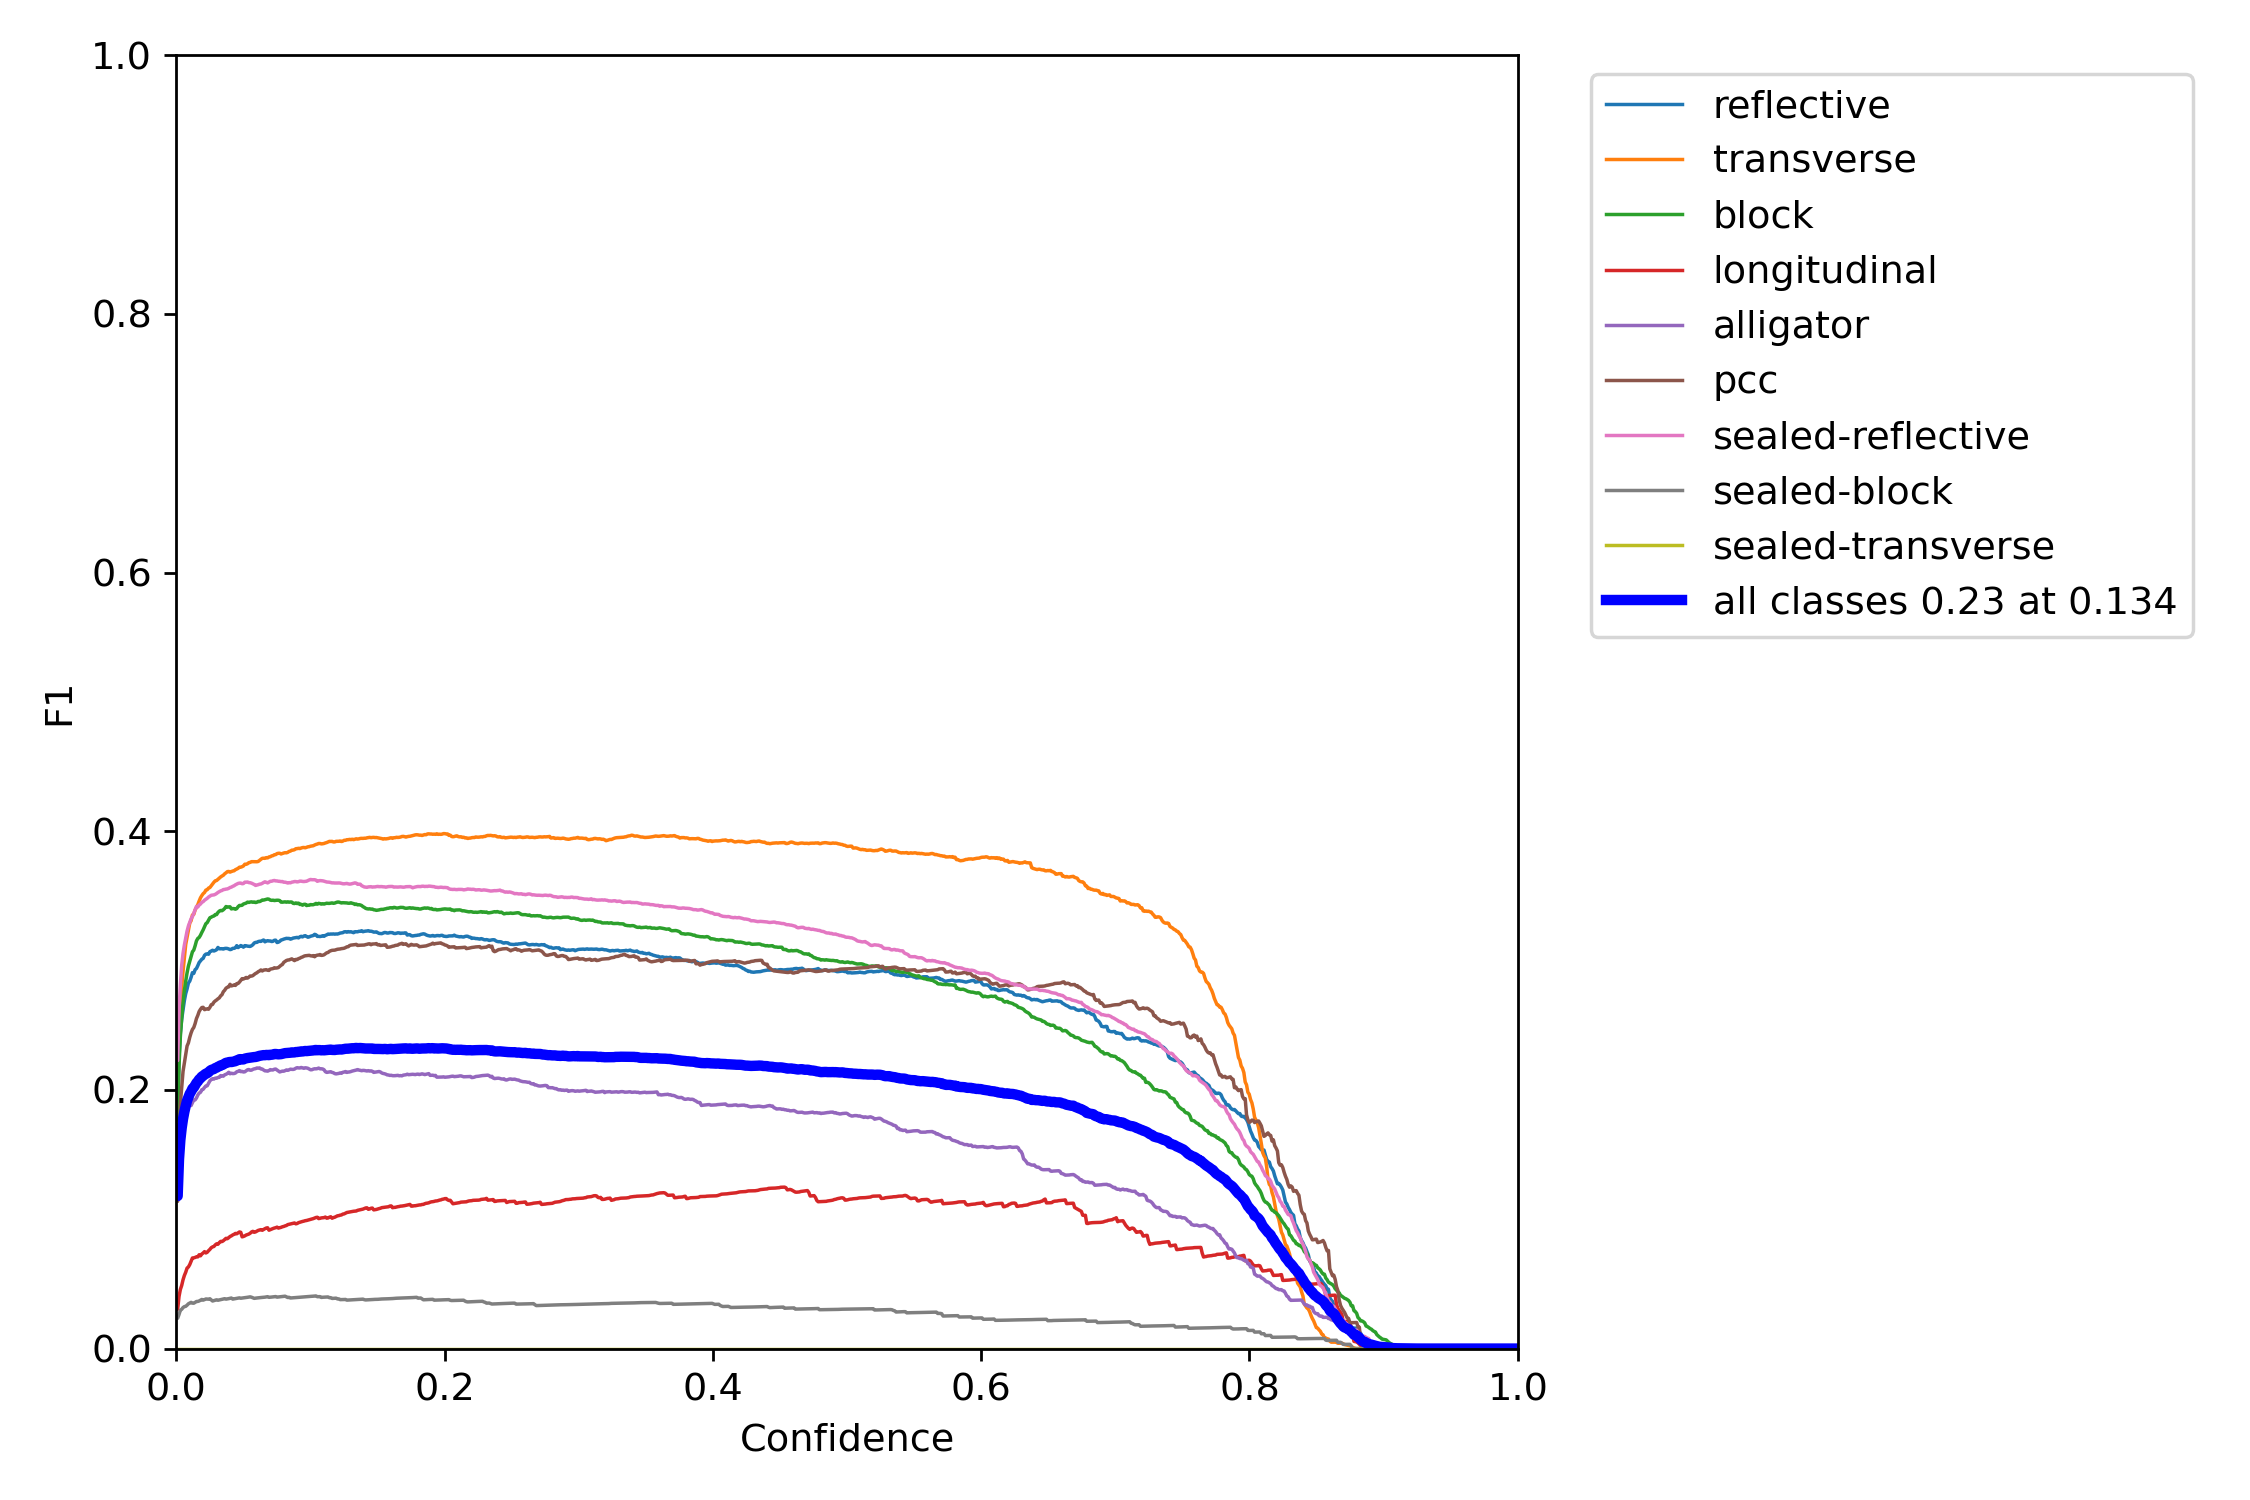 1.0
0.8
0.6
0.4
0.2
0.0
0.0 0.2 0.4 0.6 0.8 1.0
F1
Confidence
reflective
transverse
block
longitudinal
alligator
pcc
sealed-reflective
sealed-block
sealed-transverse
all classes 0.23 at 0.134